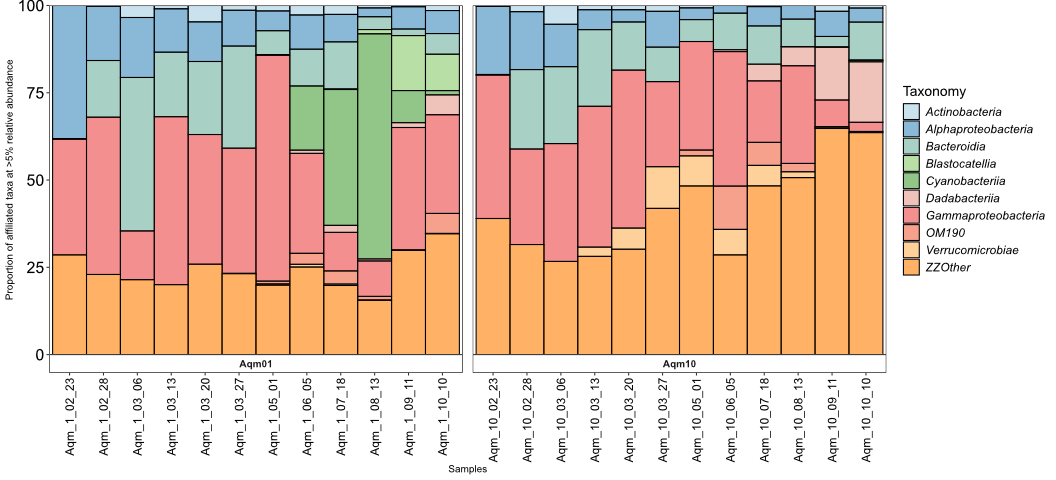 Proportion of affiliated taxa at >5% relative abundance
100
75
50
25
0
Aqm01
Aqm10
Aqm_1_02_23
Aqm_1_02_28
Aqm_1_03_06
Aqm_1_03_13
Aqm_1_03_20
Aqm_1_03_27
Aqm_1_05_01
Aqm_1_06_05
Aqm_1_07_18
Aqm_1_08_13
Aqm_1_09_11
Aqm_1_10_10
Aqm_10_02_23
Aqm_10_02_28
Aqm_10_03_06
Aqm_10_03_13
Aqm_10_03_20
Aqm_10_03_27
Aqm_10_05_01
Aqm_10_06_05
Aqm_10_07_18
Aqm_10_08_13
Aqm_10_09_11
Aqm_10_10_10
Samples
Taxonomy
Actinobacteria
Alphaproteobacteria
Bacteroidia
Blastocatellia
Cyanobacteriia
Dadabacteriia
Gammaproteobacteria
OM190
Verrucomicrobiae
ZZOther